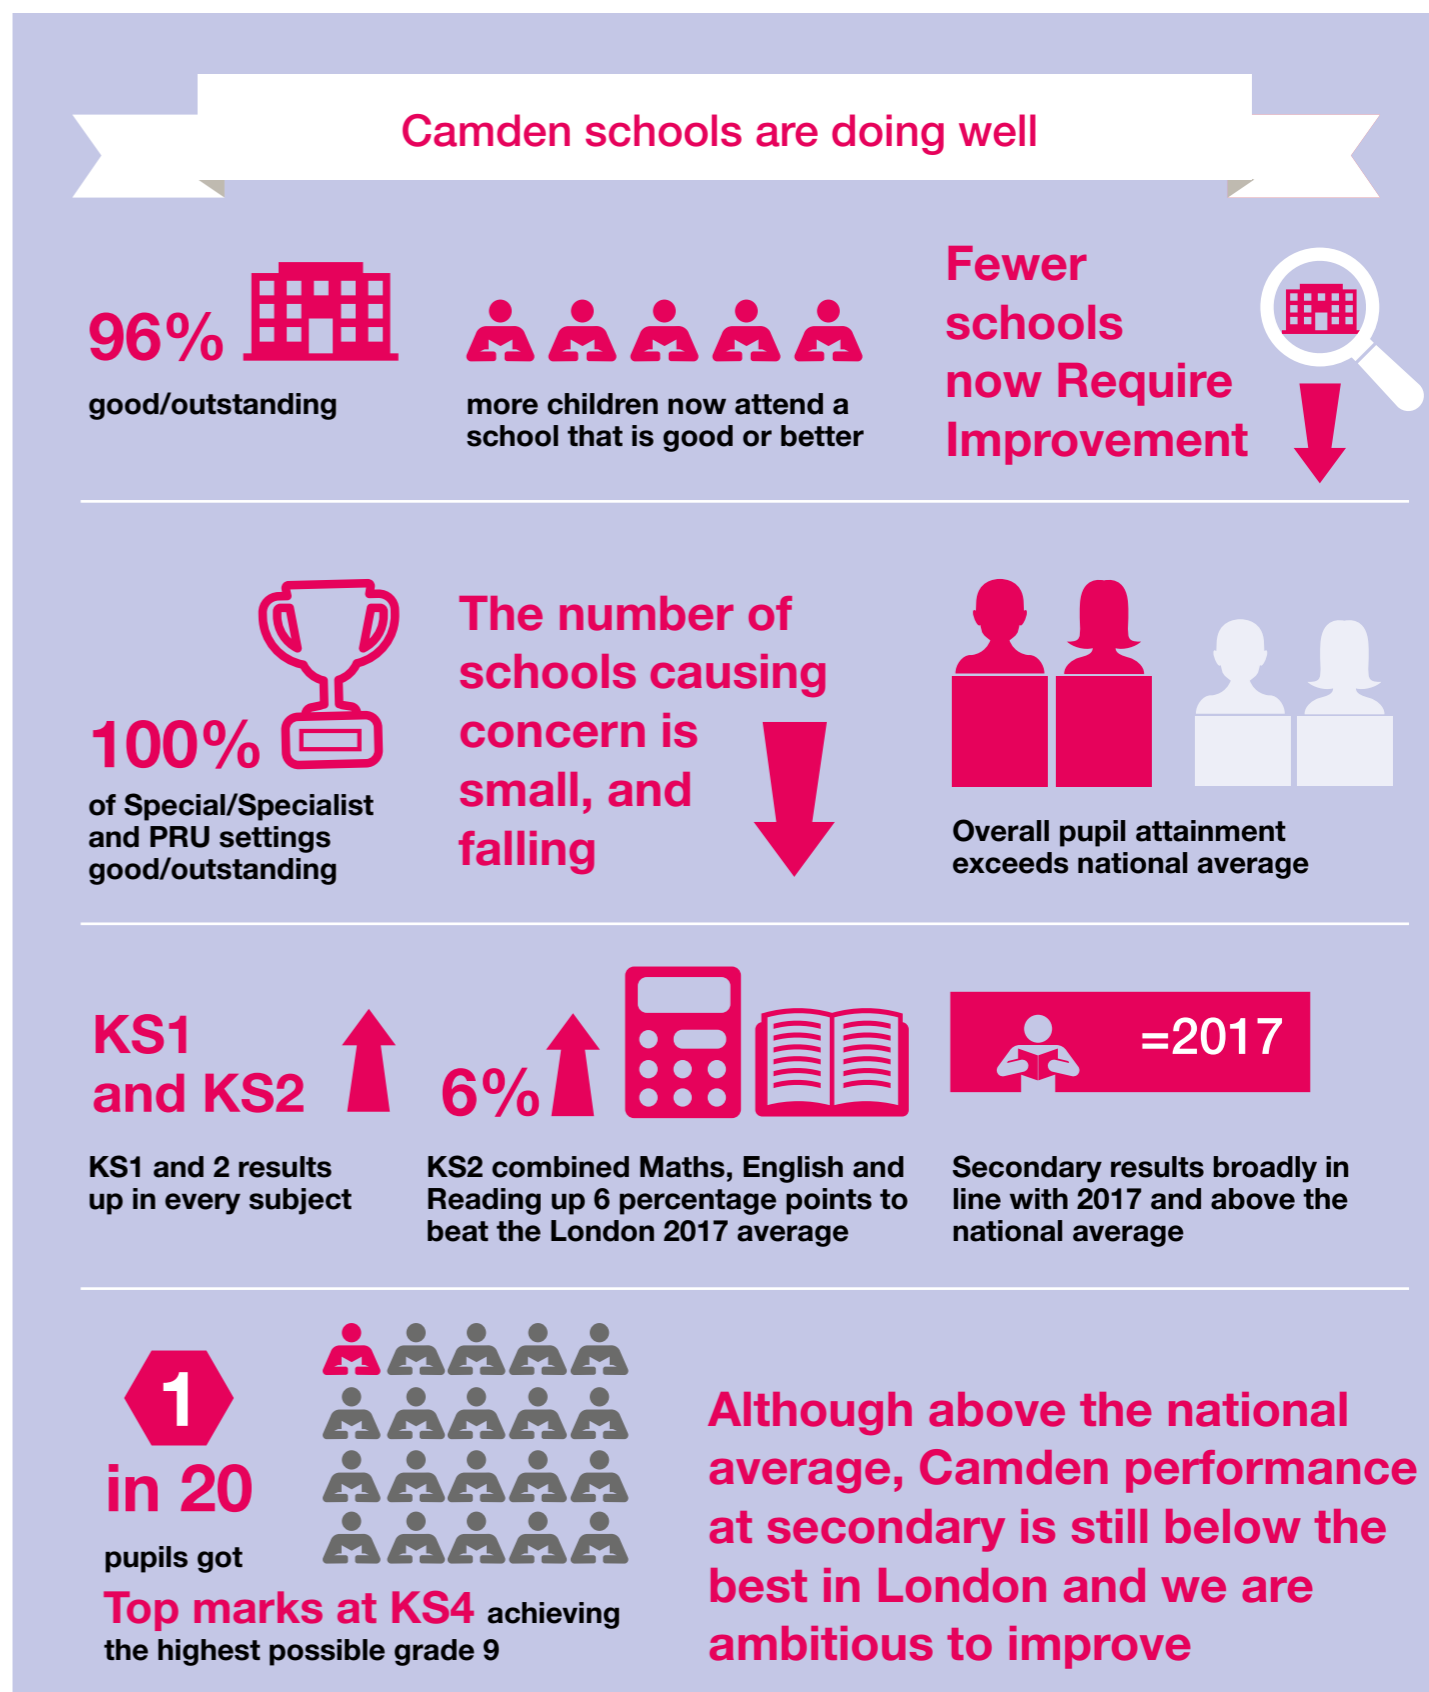 Camden schools are doing well
96%
good/outstanding
more children now attend a
school that is good or better
Fewer
schools
now Require
Improvement
100%
of Special/Specialist
and PRU settings
good/outstanding
The number of
schools causing
concern is
small, and
falling
Overall pupil attainment
exceeds national average
KS1
and KS2
KS1 and 2 results
up in every subject
6%
KS2 combined Maths, English and
Reading up 6 percentage points to
beat the London 2017 average
=2017
Secondary results broadly in
line with 2017 and above the
national average
1
in 20
pupils got
Top marks at KS4 achieving
the highest possible grade 9
Although above the national
average, Camden performance
at secondary is still below the
best in London and we are
ambitious to improve